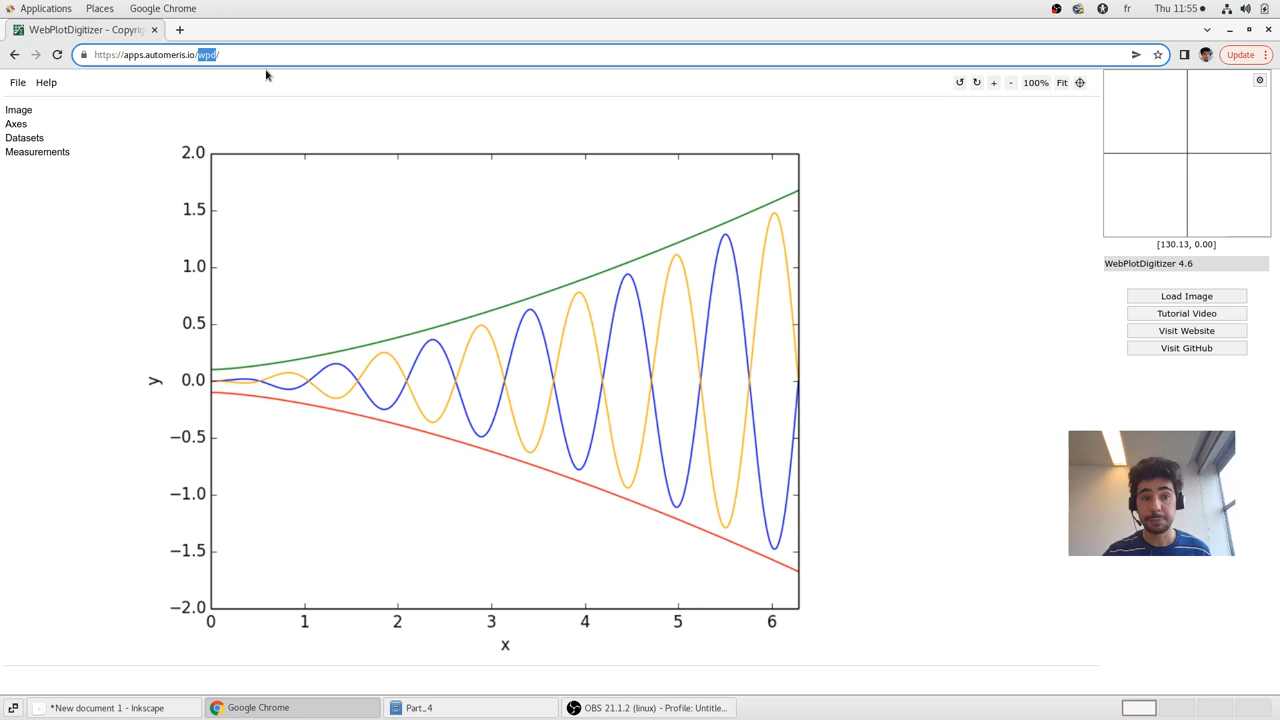 Applications Places Google Chrome fr Thu 11:55
WebPlotDigitizer - Copyrig
https://apps.automeris.io/wpd/ Update
File Help + - 100% Fit
Image
Axes
Datasets
Measurements
2.0
1.5
1.0
0.5
0.0
−0.5
−1.0
−1.5
−2.0
y
0 1 2 3 4 5 6
x
[130.13, 0.00]
WebPlotDigitizer 4.6
Load Image
Tutorial Video
Visit Website
Visit GitHub
*New document 1 - Inkscape Google Chrome Part_4 OBS 21.1.2 (linux) - Profile: Untitle...